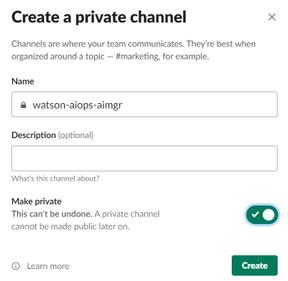 Create a private channel
Channels are where your team communicates. They're best when
organized around a topic — #marketing, for example.
Name
watson-aiops-aimgr
Description (optional)
What's this channel about?
Make private
This can't be undone. A private channel
cannot be made public later on.
Learn more
Create